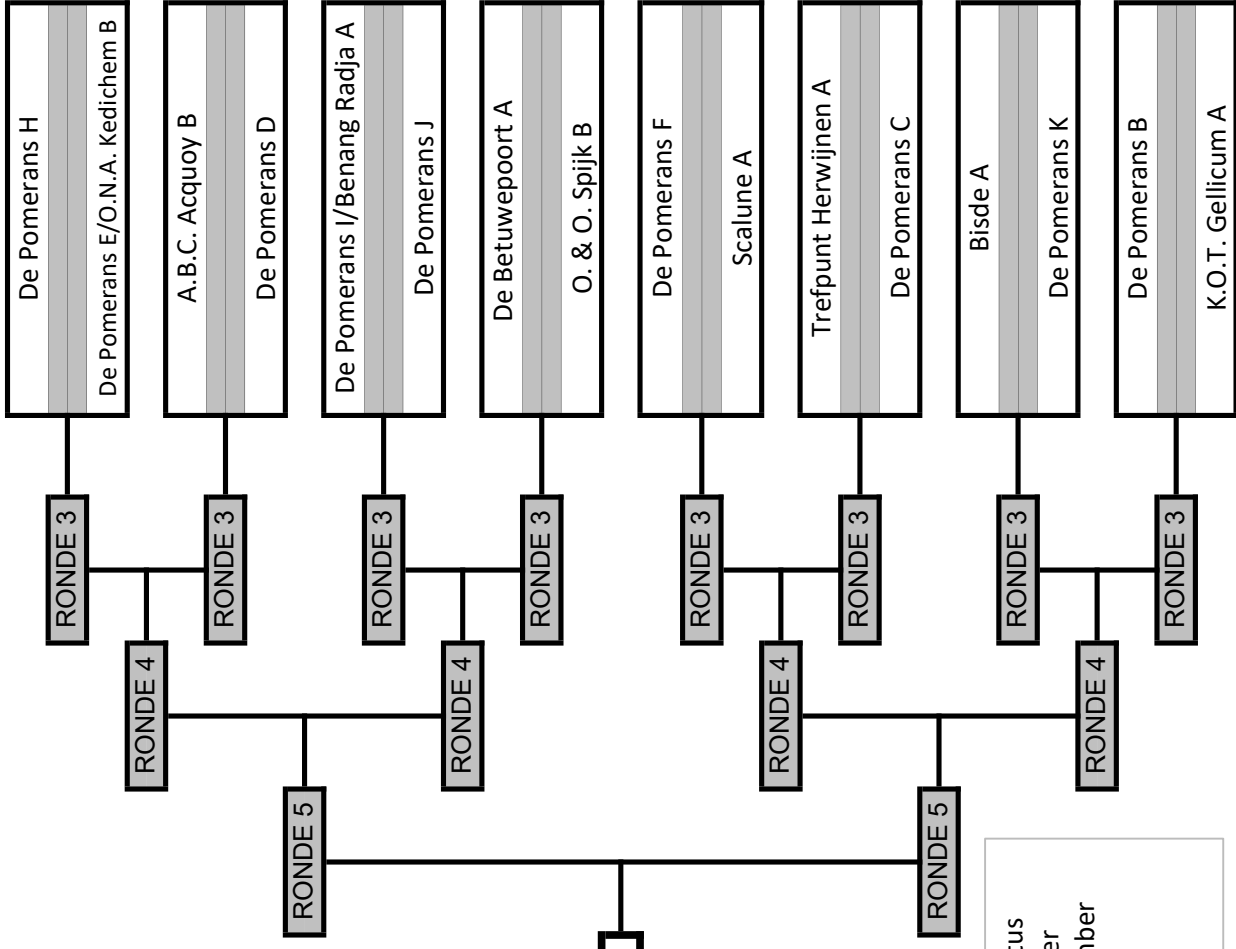 De Pomerans H
De Pomerans E/O.N.A. Kedichem B
A.B.C. Acquoy B
De Pomerans D
De Pomerans I/Benang Radja A
De Pomerans J
De Betuwepoort A
O. & O. Spijk B
De Pomerans F
Scalune A
Trefpunt Herwijnen A
De Pomerans C
Bisde A
De Pomerans K
De Pomerans B
K.O.T. Gellicum A
RONDE 3
RONDE 3
RONDE 3
RONDE 3
RONDE 3
RONDE 3
RONDE 3
RONDE 3
RONDE 4
RONDE 4
RONDE 4
RONDE 4
RONDE 5
RONDE 5
tus
er